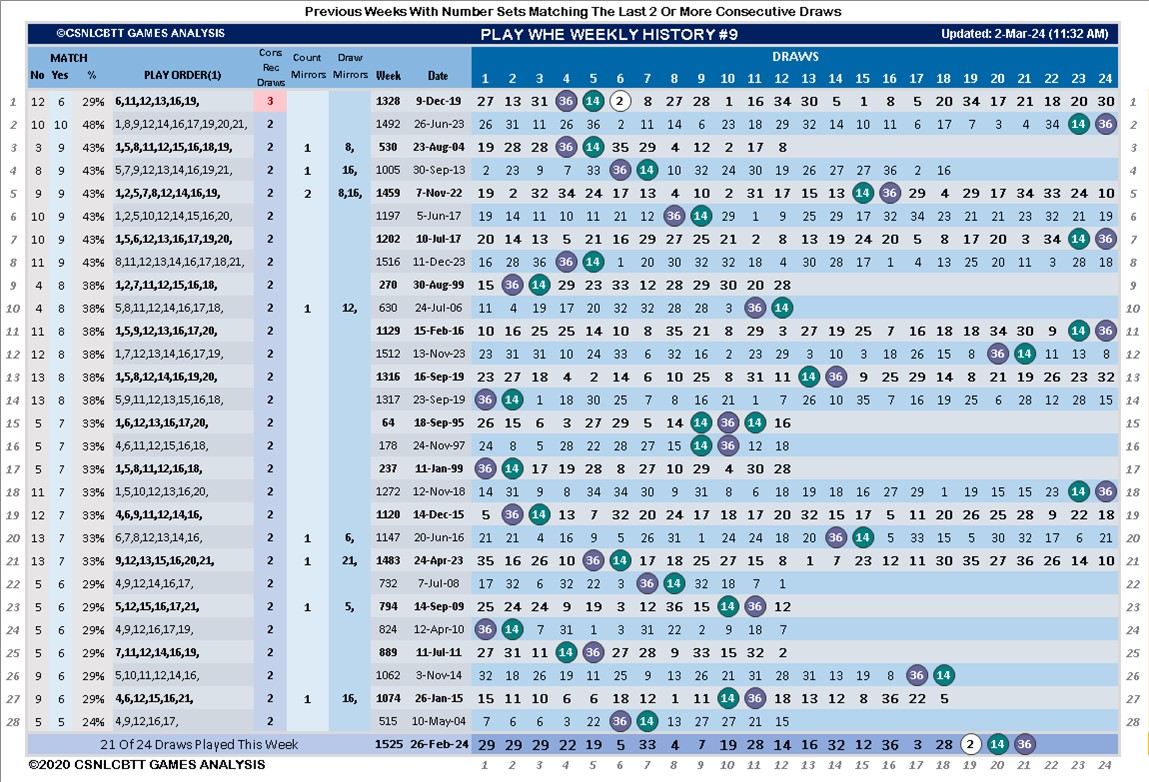 Previous Weeks With Number Sets Matching The Last 2 Or More Consecutive Draws
©CSNLCBTT GAMES ANALYSIS PLAY WHE WEEKLY HISTORY #9 Updated: 2-Mar-24 (11:32 AM)
MATCH Cons Rec Draws Count Mirrors Draw Mirrors DRAWS
No Yes % PLAY ORDER(1) Week Date 1 2 3 4 5 6 7 8 9 10 11 12 13 14 15 16 17 18 19 20 21 22 23 24
1 12 6 29% 6,11,12,13,16,19, 3 1328 9-Dec-19 27 13 31 36 14 2 8 27 28 1 16 34 30 5 1 8 5 20 34 17 21 18 20 30 1
2 10 10 48% 1,8,9,12,14,16,17,19,20,21, 2 1492 26-Jun-23 26 31 11 26 36 2 11 14 6 23 18 29 32 14 10 11 6 17 7 3 4 34 14 36 2
3 3 9 43% 1,5,8,11,12,15,16,18,19, 2 1 8, 530 23-Aug-04 19 28 28 36 14 35 29 4 12 2 17 8 3
4 8 9 43% 5,7,9,12,13,14,16,19,21, 2 1 16, 1005 30-Sep-13 2 23 9 7 33 36 14 10 32 24 30 19 26 27 27 16 36 2 16 4
5 9 9 43% 1,2,5,7,8,12,14,16,19, 2 2 8,16, 1459 7-Nov-22 19 2 32 34 24 17 13 4 10 2 31 17 15 13 14 36 29 4 29 17 34 33 24 10 5
6 10 9 43% 1,2,5,10,12,14,15,16,20, 2 1197 5-Jun-17 19 14 11 10 11 21 12 36 14 29 1 9 25 29 17 32 34 23 21 21 23 32 21 19 6
7 10 9 43% 1,5,6,12,13,16,17,19,20, 2 1202 10-Jul-17 20 14 13 5 21 16 29 27 25 21 2 8 13 19 24 20 5 8 17 20 3 34 14 36 7
8 11 9 43% 8,11,12,13,14,16,17,18,21, 2 1516 11-Dec-23 16 28 36 36 14 1 20 30 32 32 18 32 4 30 28 17 1 4 13 25 20 11 3 28 18 8
9 4 8 38% 1,2,7,11,12,15,16,18, 2 270 30-Aug-99 15 36 14 29 23 33 12 28 29 30 20 28 9
10 4 8 38% 5,8,11,12,14,16,17,18, 2 1 12, 630 24-Jul-06 11 4 19 17 20 32 32 28 28 3 36 14 10
11 11 8 38% 1,5,9,12,13,16,17,20, 2 1129 15-Feb-16 10 16 25 25 14 10 8 35 21 8 29 3 27 19 25 7 16 18 18 34 30 9 14 36 11
12 12 8 38% 1,7,12,13,14,16,17,19, 2 1512 13-Nov-23 23 31 31 10 24 33 6 32 16 2 23 29 3 10 3 18 26 15 8 36 14 11 13 8 12
13 13 8 38% 1,5,8,12,14,16,19,20, 2 1316 16-Sep-19 23 27 18 4 2 14 6 10 25 8 31 11 14 36 9 25 29 14 8 21 19 26 23 32 13
14 13 8 38% 5,9,11,12,13,15,16,18, 2 1317 23-Sep-19 36 14 1 18 30 25 7 8 16 21 1 7 26 10 35 7 16 19 25 6 28 12 28 15 14
15 5 7 33% 1,6,12,13,16,17,20, 2 64 18-Sep-95 26 15 6 3 27 29 5 14 14 36 14 16 15
16 5 7 33% 4,6,11,12,15,16,18, 2 178 24-Nov-97 24 8 5 28 22 28 27 15 14 36 12 18 16
17 5 7 33% 1,5,8,11,12,16,18, 2 237 11-Jan-99 36 14 17 19 28 8 27 10 29 4 30 28 17
18 11 7 33% 1,5,10,12,13,16,20, 2 1272 12-Nov-18 14 31 9 8 34 34 30 9 31 8 6 18 19 18 16 27 29 1 19 15 15 23 14 36 18
19 12 7 33% 4,6,9,11,12,14,16, 2 1120 14-Dec-15 5 36 14 13 7 32 20 24 17 18 17 20 32 15 17 5 11 20 26 25 28 9 22 18 19
20 13 7 33% 6,7,8,12,13,14,16, 2 1 6, 1147 20-Jun-16 21 21 4 16 9 5 26 31 1 24 24 18 20 36 14 5 33 15 5 30 32 17 6 21 20
21 13 7 33% 9,12,13,15,16,20,21, 2 1 21, 1483 24-Apr-23 35 16 26 10 36 14 17 18 25 27 15 8 1 7 23 12 11 30 35 27 36 26 14 10 21
22 5 6 29% 4,9,12,14,16,17, 2 732 7-Jul-08 17 32 6 32 22 3 36 14 32 18 7 1 22
23 5 6 29% 5,12,15,16,17,21, 2 1 5, 794 14-Sep-09 25 24 24 9 19 3 12 36 15 14 36 12 23
24 5 6 29% 4,9,12,16,17,19, 2 824 12-Apr-10 36 14 7 31 1 3 31 22 2 9 18 7 24
25 5 6 29% 7,11,12,14,16,19, 2 889 11-Jul-11 27 31 11 14 36 27 28 9 33 15 32 2 25
26 9 6 29% 5,10,11,12,14,16, 2 1062 3-Nov-14 32 18 26 19 11 25 9 13 26 21 31 28 31 13 19 8 36 14 26
27 9 6 29% 4,6,12,15,16,21, 2 1 16, 1074 26-Jan-15 15 11 10 6 6 18 12 1 11 14 36 18 13 12 8 36 22 5 27
28 5 5 24% 4,9,12,16,17, 2 515 10-May-04 7 6 6 3 22 36 14 13 27 27 21 15 28
21 Of 24 Draws Played This Week 1525 26-Feb-24 29 29 29 22 19 5 33 4 7 19 28 14 16 32 12 36 3 28 2 14 36
©2020 CSNLCBTT GAMES ANALYSIS 1 2 3 4 5 6 7 8 9 10 11 12 13 14 15 16 17 18 19 20 21 22 23 24